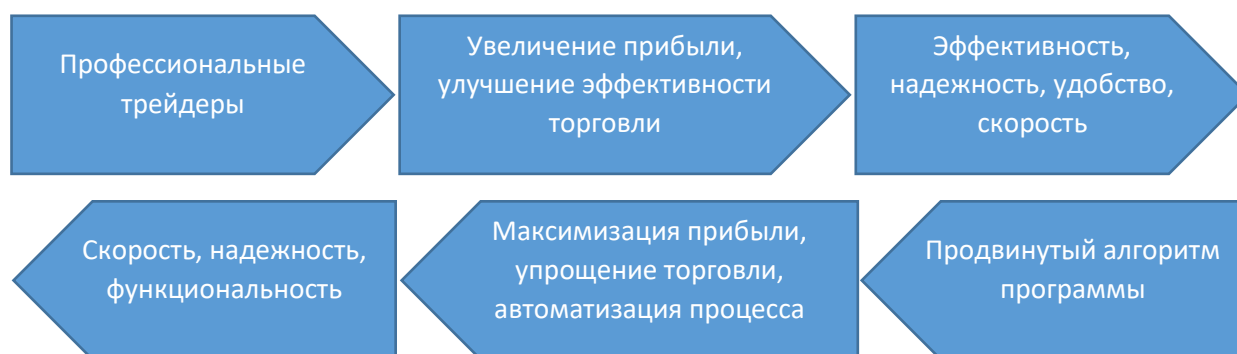 Профессиональные
трейдеры
Увеличение прибыли,
улучшение эффективности
торговли
Эффективность,
надежность, удобство,
скорость
Скорость, надежность,
функциональность
Максимизация прибыли,
упрощение торговли,
автоматизация процесса
Продвинутый алгоритм
программы